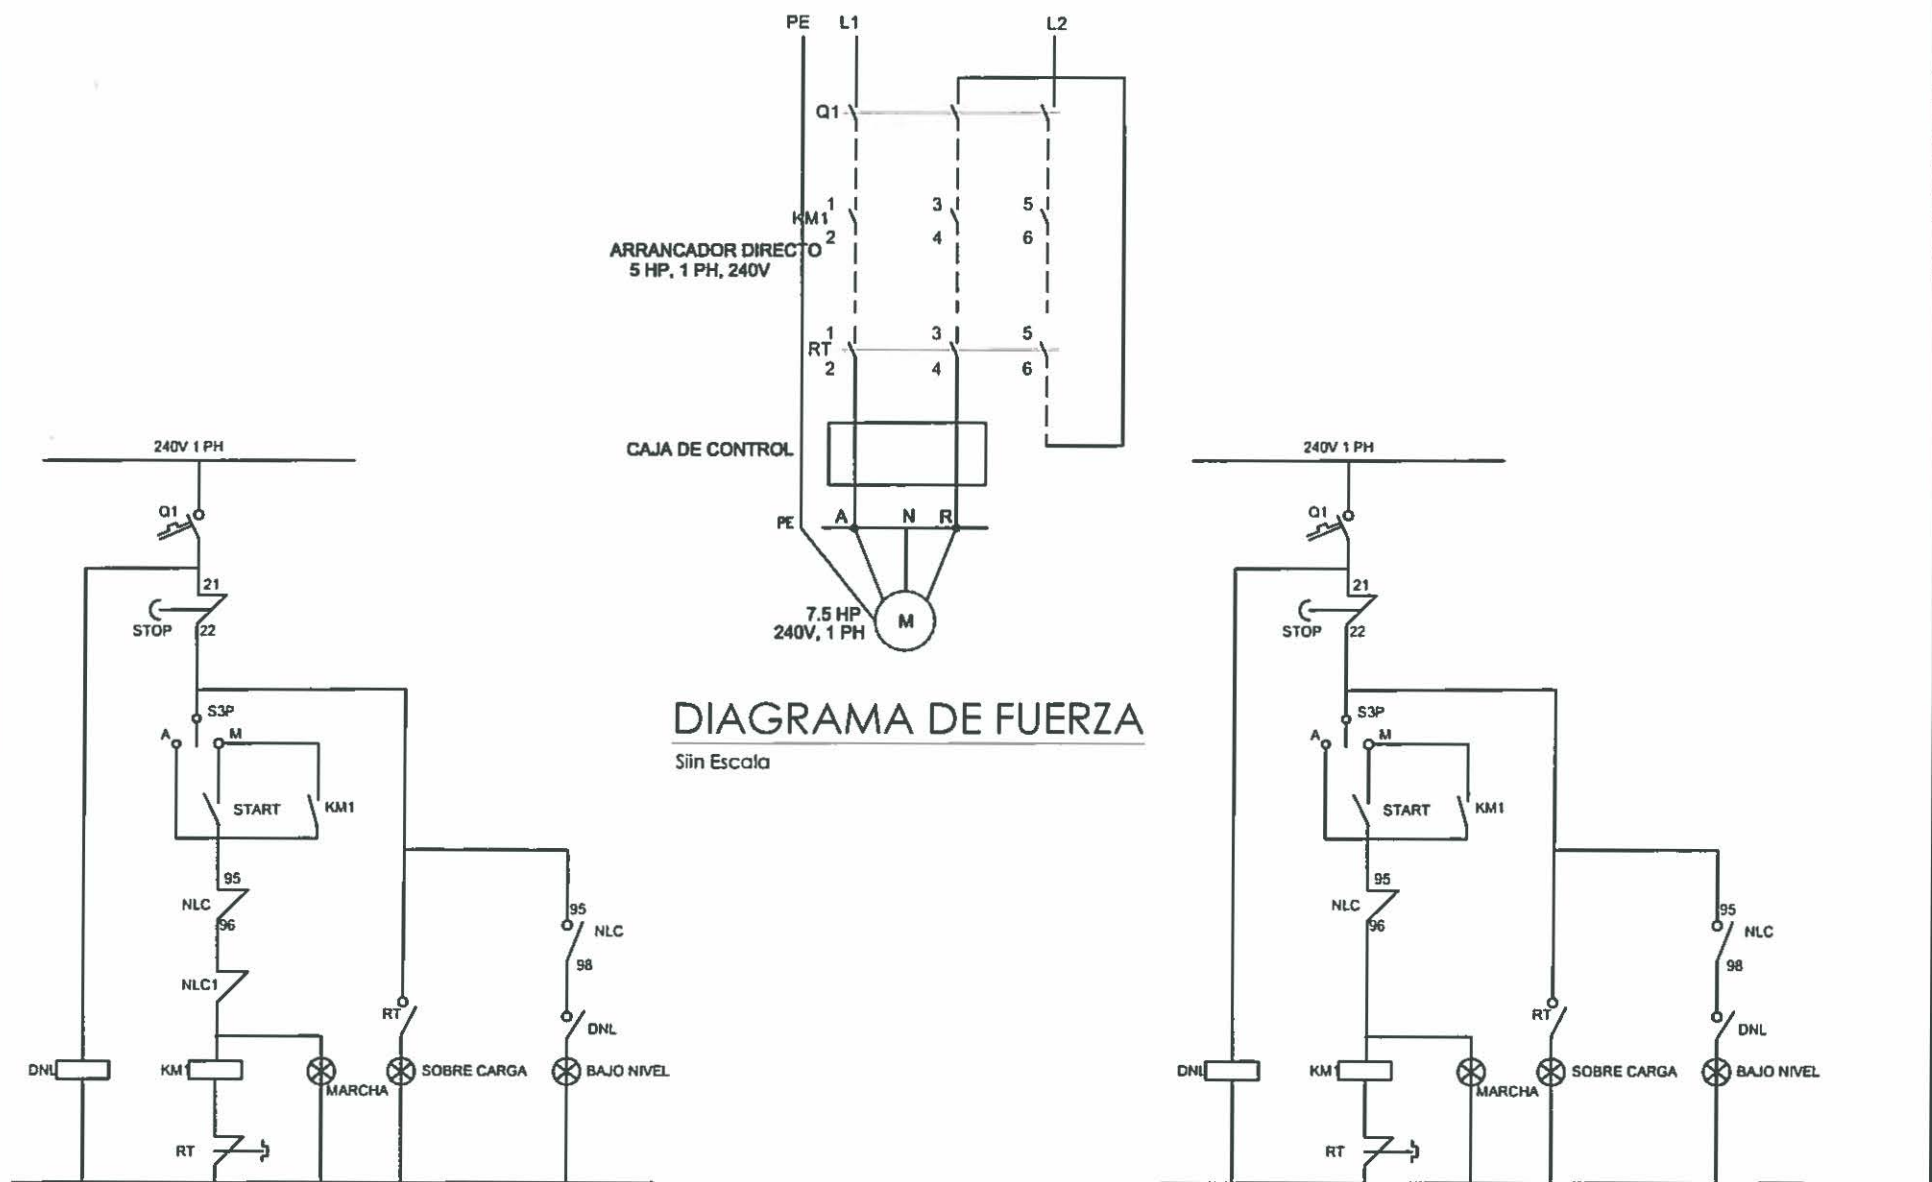 PE L1 L2
Q1
1 3 5
KM1
2 4 6
ARRANCADOR DIRECTO
5 HP, 1 PH, 240V
1 3 5
RT
2 4 6
CAJA DE CONTROL
PE A N R
7.5 HP
240V, 1 PH
M
DIAGRAMA DE FUERZA
Siin Escala
240V 1 PH
Q1
21
STOP
22
S3P
A M
START KM1
95
NLC
96
NLC1
95
NLC
98
RT
DNL
DNL
KM1
MARCHA
SOBRE CARGA
BAJO NIVEL
RT
240V 1 PH
Q1
21
STOP
22
S3P
A M
START KM1
95
NLC
96
95
NLC
98
RT
DNL
DNL
KM1
MARCHA
SOBRE CARGA
BAJO NIVEL
RT